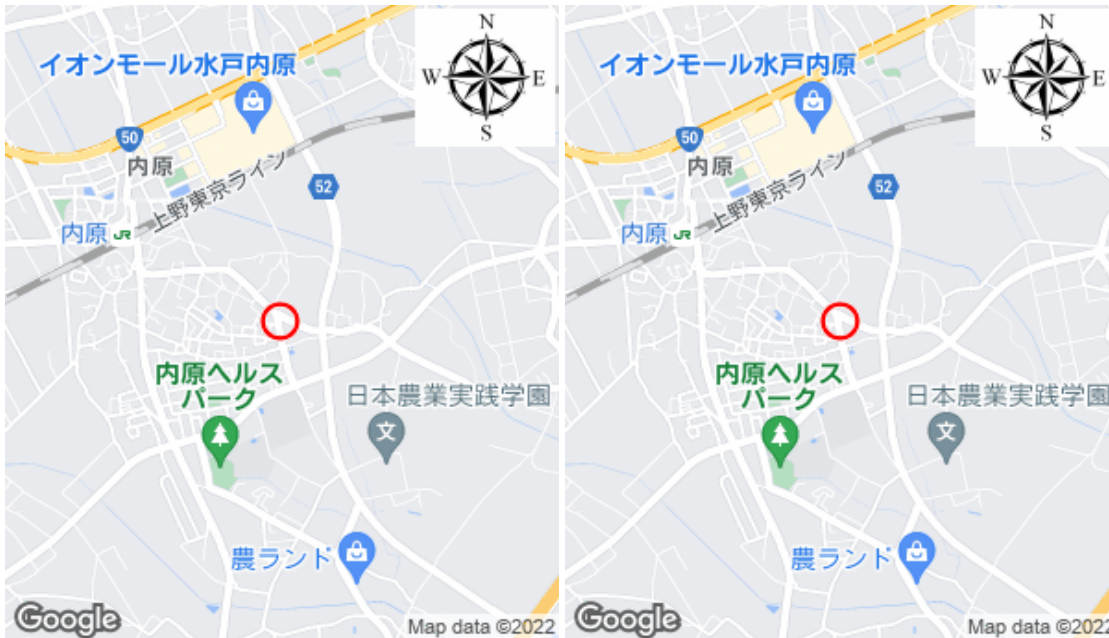 イオンモール水戸内原
N
W E
S
50
内原
上野東京ライン
52
内原 JR
内原ヘルス
パーク
日本農業実践学園
文
農ランド
Google
Map data ©2022
イオンモール水戸内原
N
W E
S
50
内原
上野東京ライン
52
内原 JR
内原ヘルス
パーク
日本農業実践学園
文
農ランド
Google
Map data ©2022